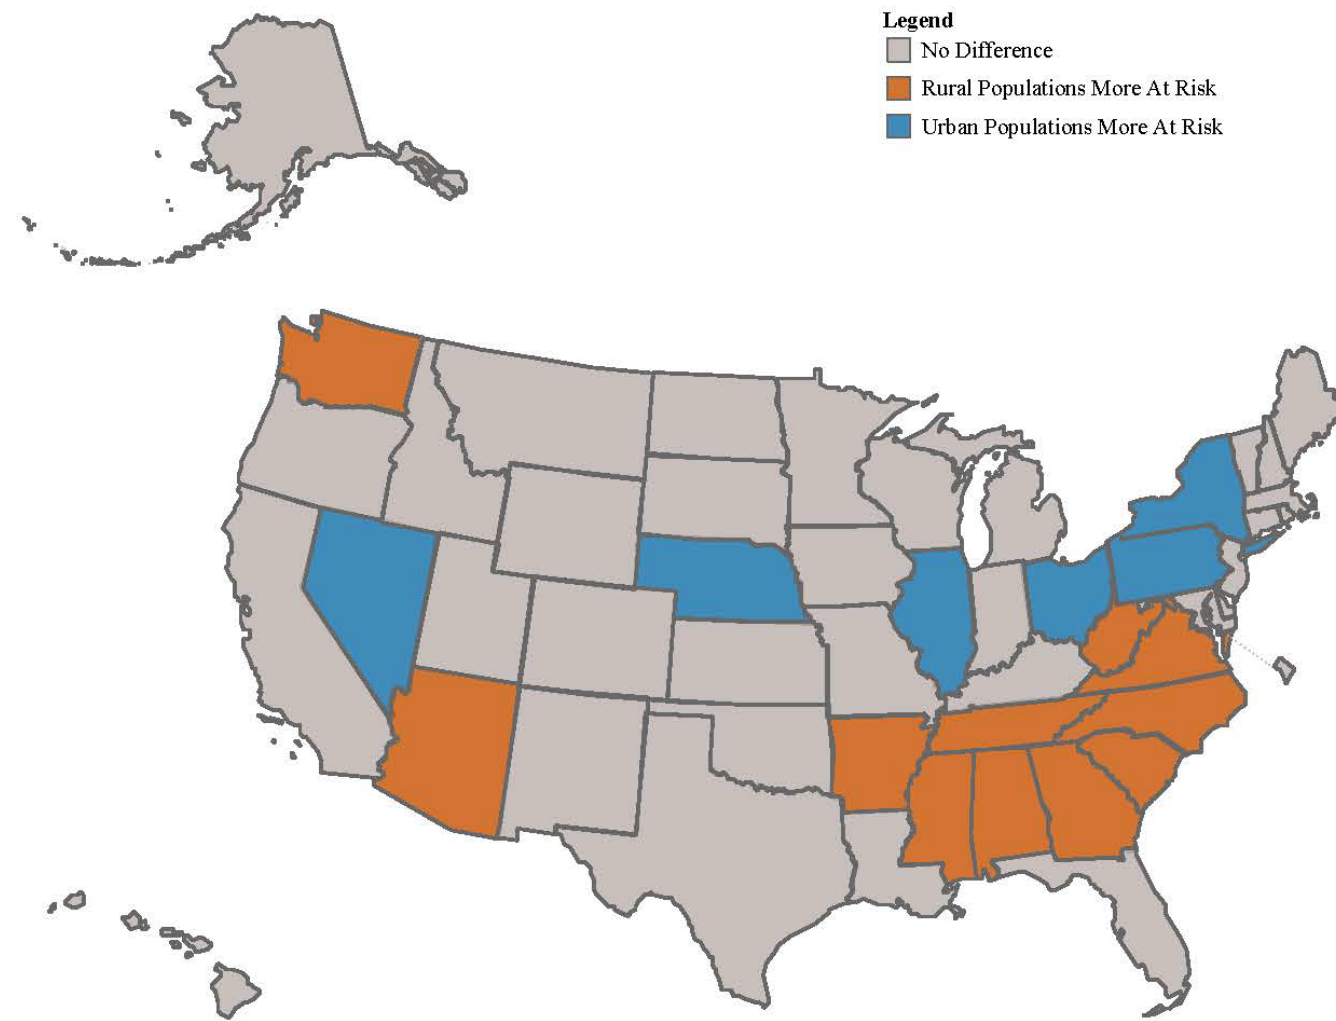 Legend
No Difference
Rural Populations More At Risk
Urban Populations More At Risk